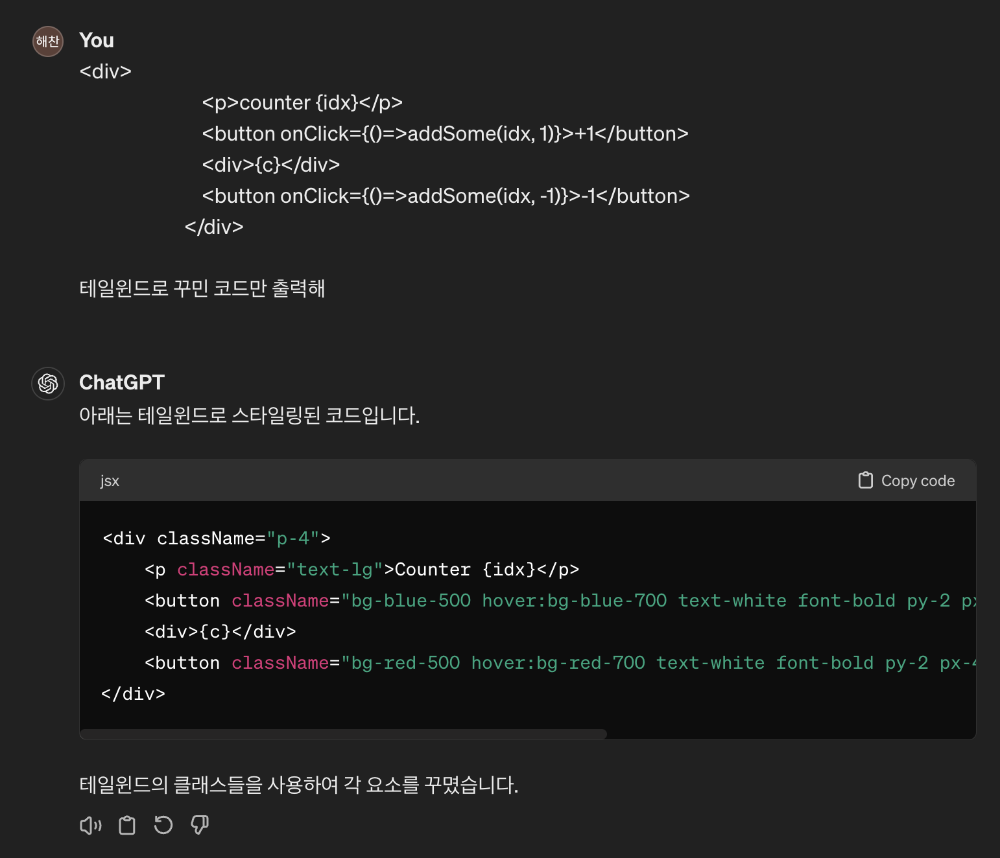 해찬
You
<div>
<p>counter {idx}</p>
<button onClick={()=>addSome(idx, 1)}>+1</button>
<div>{c}</div>
<button onClick={()=>addSome(idx, -1)}>-1</button>
</div>
테일윈드로 꾸민 코드만 출력해
ChatGPT
아래는 테일윈드로 스타일링된 코드입니다.
jsx
Copy code
<div className="p-4">
<p className="text-lg">Counter {idx}</p>
<button className="bg-blue-500 hover:bg-blue-700 text-white font-bold py-2
<div>{c}</div>
<button className="bg-red-500 hover:bg-red-700 text-white font-bold py-2 px-4
</div>
테일윈드의 클래스들을 사용하여 각 요소를 꾸몄습니다.